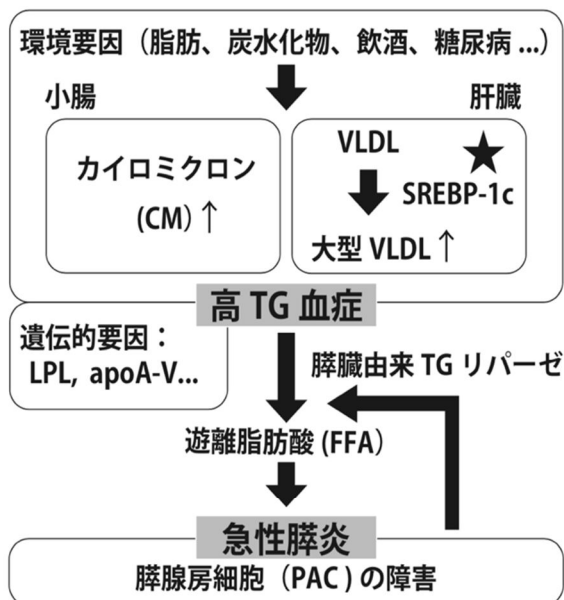 環境要因（脂肪、炭水化物、飲酒、糖尿病...）
小腸
肝臓
カイロミクロン
(CM）↑
VLDL
★
SREBP-1c
大型 VLDL↑
高 TG 血症
遺伝的要因：
LPL, apoA-V...
膵臓由来 TG リパーゼ
遊離脂肪酸 (FFA）
急性膵炎
膵腺房細胞（PAC ) の障害